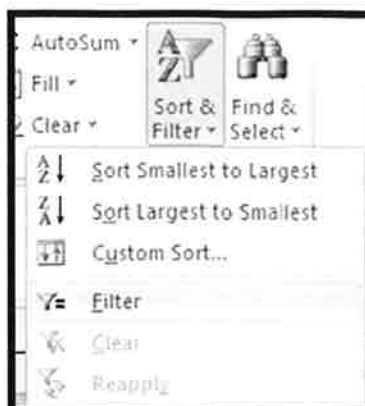 AutoSum
Fill
Clear
Sort & Filter
Find & Select
Sort Smallest to Largest
Sort Largest to Smallest
Custom Sort...
Filter
Clear
Reapply